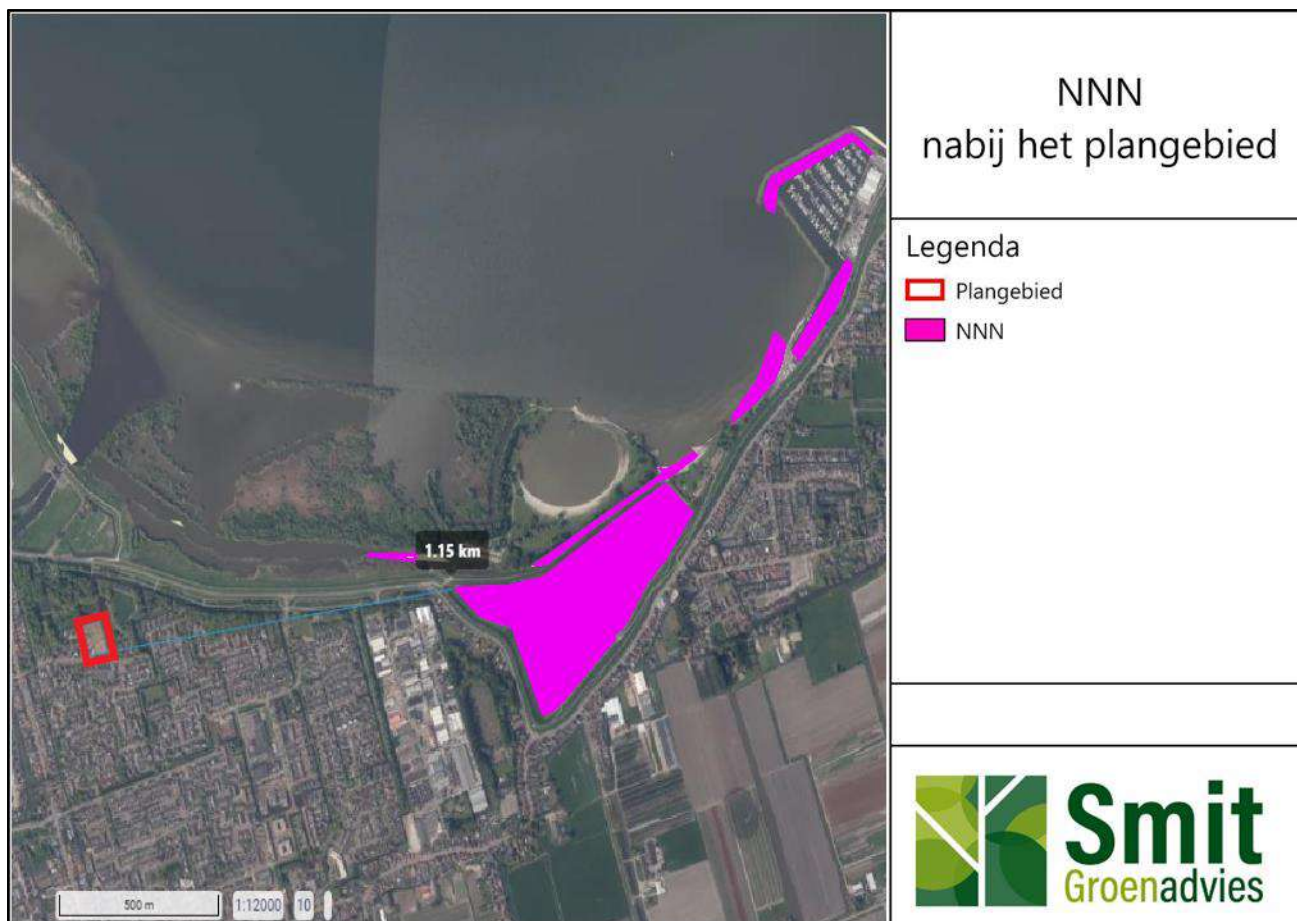 NNN
nabij het plangebied
Legenda
Plangebied
NNN
1.15 km
500 m
1:12000
10
Smit
Groenadvies